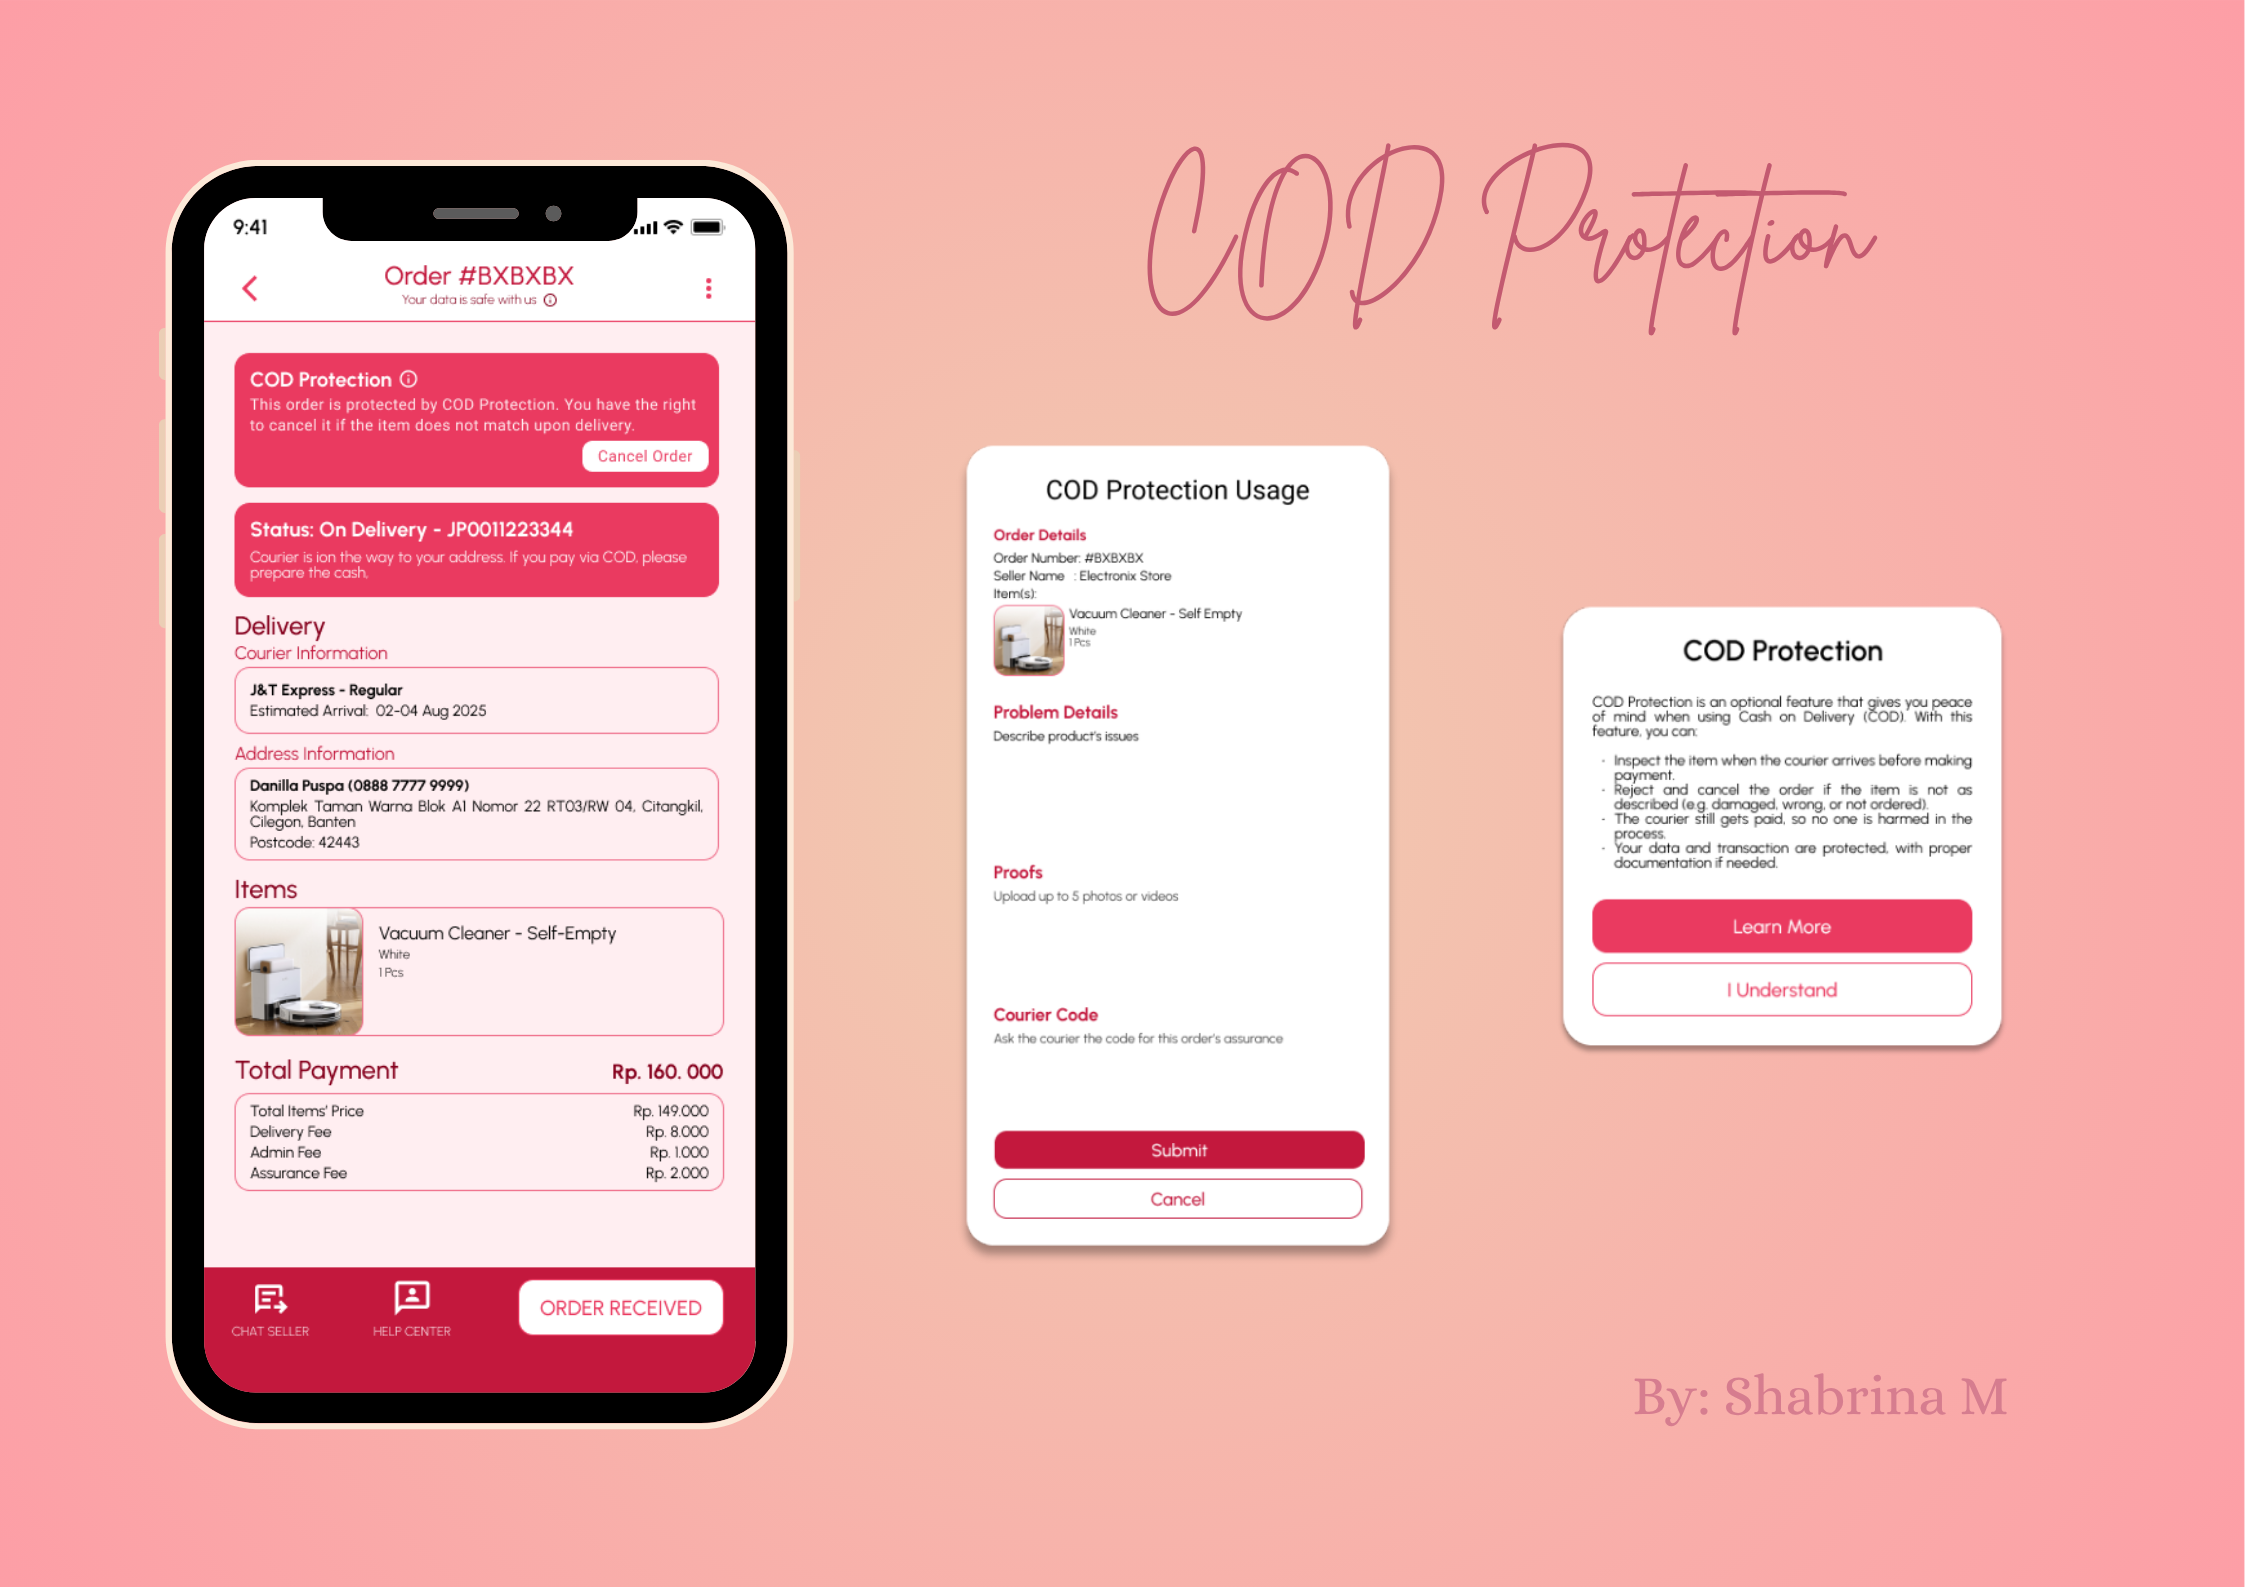 COD Protection
9:41
Order #BXBXBX
Your data is safe with us
COD Protection
This order is protected by COD Protection. You have the right
to cancel it if the item does not match upon delivery.
Cancel Order
Status: On Delivery - JP0011223344
Courier is ion the way to your address. If you pay via COD, please
prepare the cash,
Delivery
Courier Information
J&T Express - Regular
Estimated Arrival: 02-04 Aug 2025
Address Information
Danilla Puspa (0888 7777 9999)
Komplek Taman Warna Blok A1 Nomor 22 RT03/RW 04, Citangkil,
Cilegon, Banten
Postcode: 42443
Items
Vacuum Cleaner - Self-Empty
White
1 Pcs
Total Payment Rp. 160. 000
Total Items' Price Rp. 149.000
Delivery Fee Rp. 8.000
Admin Fee Rp. 1.000
Assurance Fee Rp. 2.000
CHAT SELLER
HELP CENTER
ORDER RECEIVED
COD Protection Usage
Order Details
Order Number: #BXBXBX
Seller Name : Electronix Store
Item(s):
Vacuum Cleaner - Self Empty
White
1 Pcs
Problem Details
Describe product's issues
Proofs
Upload up to 5 photos or videos
Courier Code
Ask the courier the code for this order's assurance
Submit
Cancel
COD Protection
COD Protection is an optional feature that gives you peace
of mind when using Cash on Delivery (COD). With this
feature, you can:
· Inspect the item when the courier arrives before making
payment.
· Reject and cancel the order if the item is not as
described (e.g. damaged, wrong, or not ordered).
· The courier still gets paid, so no one is harmed in the
process.
· Your data and transaction are protected, with proper
documentation if needed.
Learn More
I Understand
By: Shabrina M